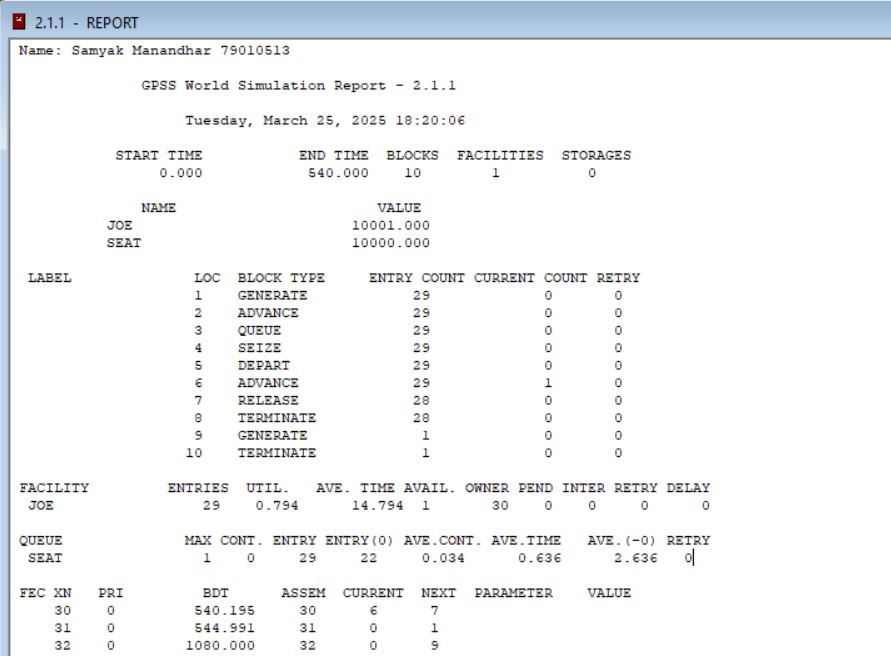 2.1.1 - REPORT
Name: Samyak Manandhar 79010513
GPSS World Simulation Report - 2.1.1
Tuesday, March 25, 2025 18:20:06
START TIME END TIME BLOCKS FACILITIES STORAGES
0.000 540.000 10 1 0
NAME VALUE
JOE 10001.000
SEAT 10000.000
LABEL LOC BLOCK TYPE ENTRY COUNT CURRENT COUNT RETRY
1 GENERATE 29 0 0
2 ADVANCE 29 0 0
3 QUEUE 29 0 0
4 SEIZE 29 0 0
5 DEPART 29 0 0
6 ADVANCE 29 1 0
7 RELEASE 28 0 0
8 TERMINATE 28 0 0
9 GENERATE 1 0 0
10 TERMINATE 1 0 0
FACILITY ENTRIES UTIL. AVE. TIME AVAIL. OWNER PEND INTER RETRY DELAY
JOE 29 0.794 14.794 1 30 0 0 0 0
QUEUE MAX CONT. ENTRY ENTRY(0) AVE.CONT. AVE.TIME AVE.(-0) RETRY
SEAT 1 0 29 22 0.034 0.636 2.636 0
FEC XN PRI BDT ASSEM CURRENT NEXT PARAMETER VALUE
30 0 540.195 30 6 7
31 0 544.991 31 0 1
32 0 1080.000 32 0 9